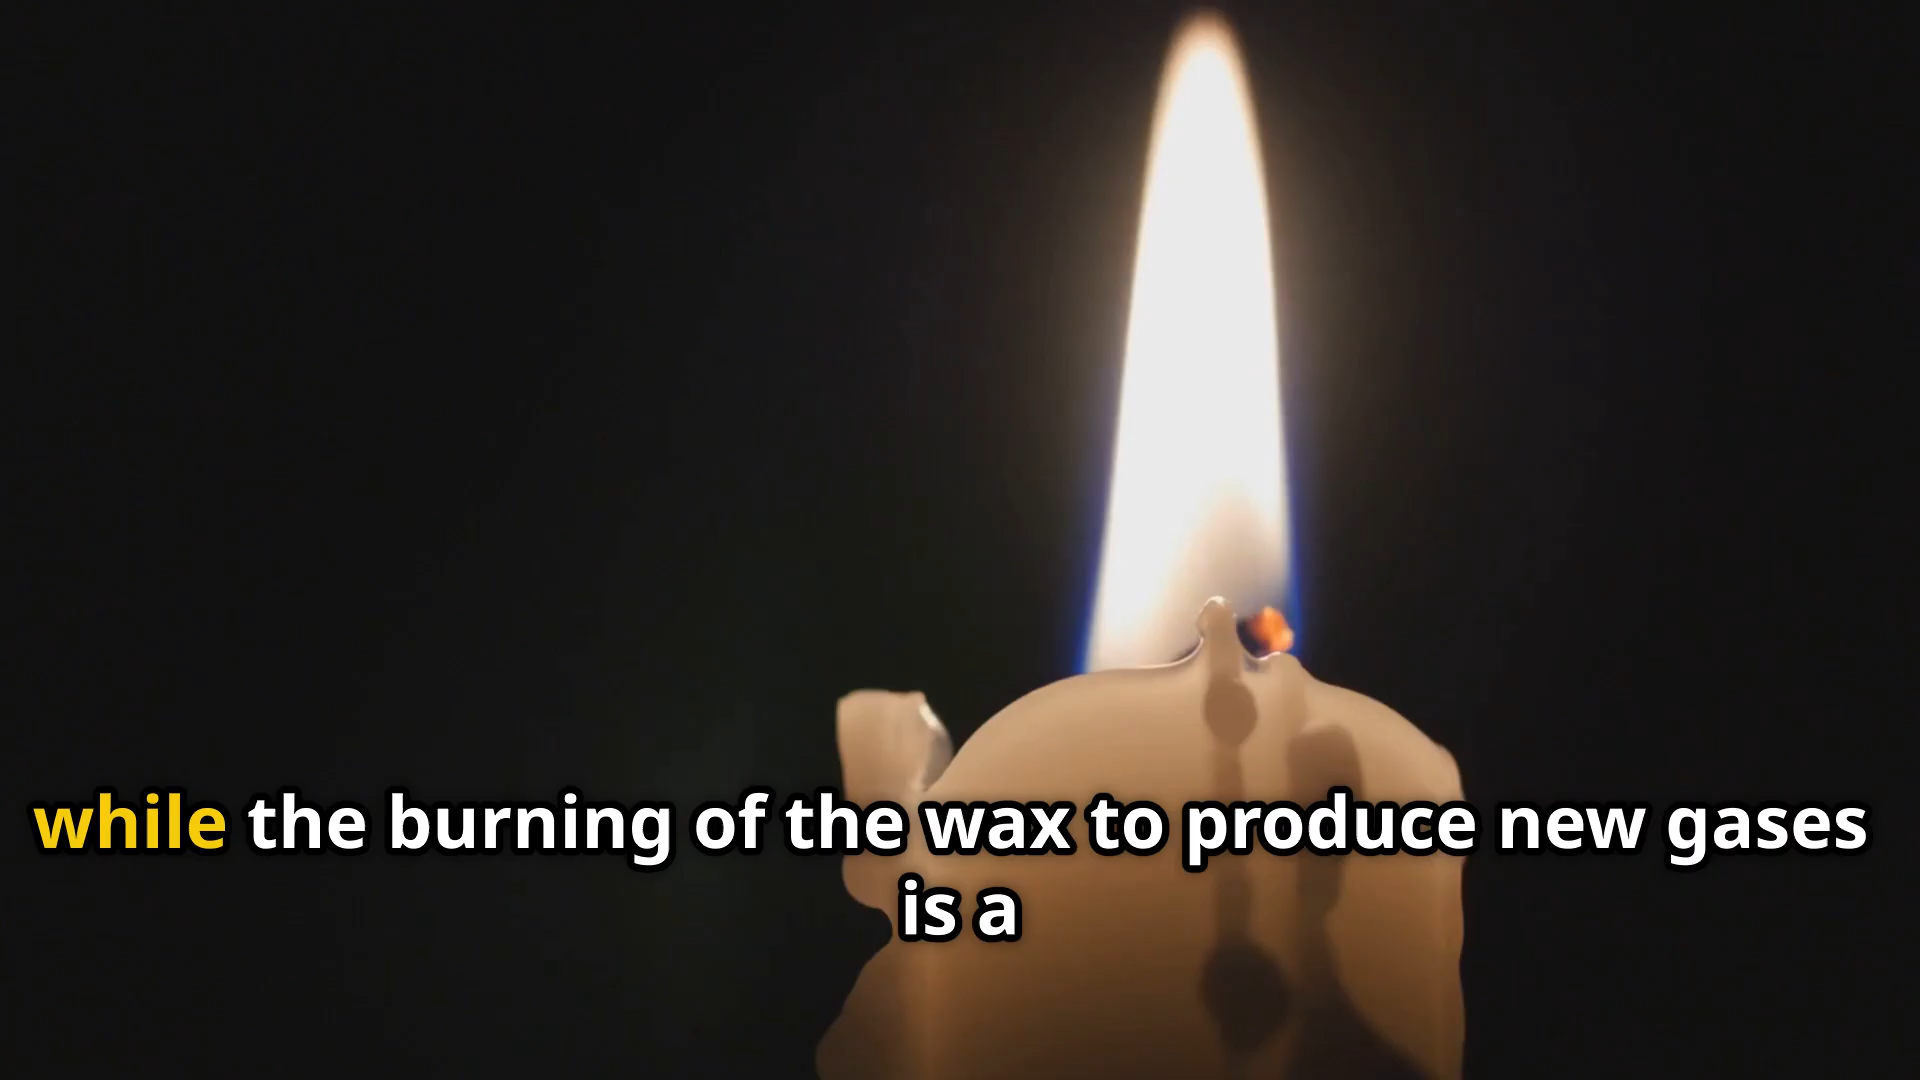 while the burning of the wax to produce new gases
is a